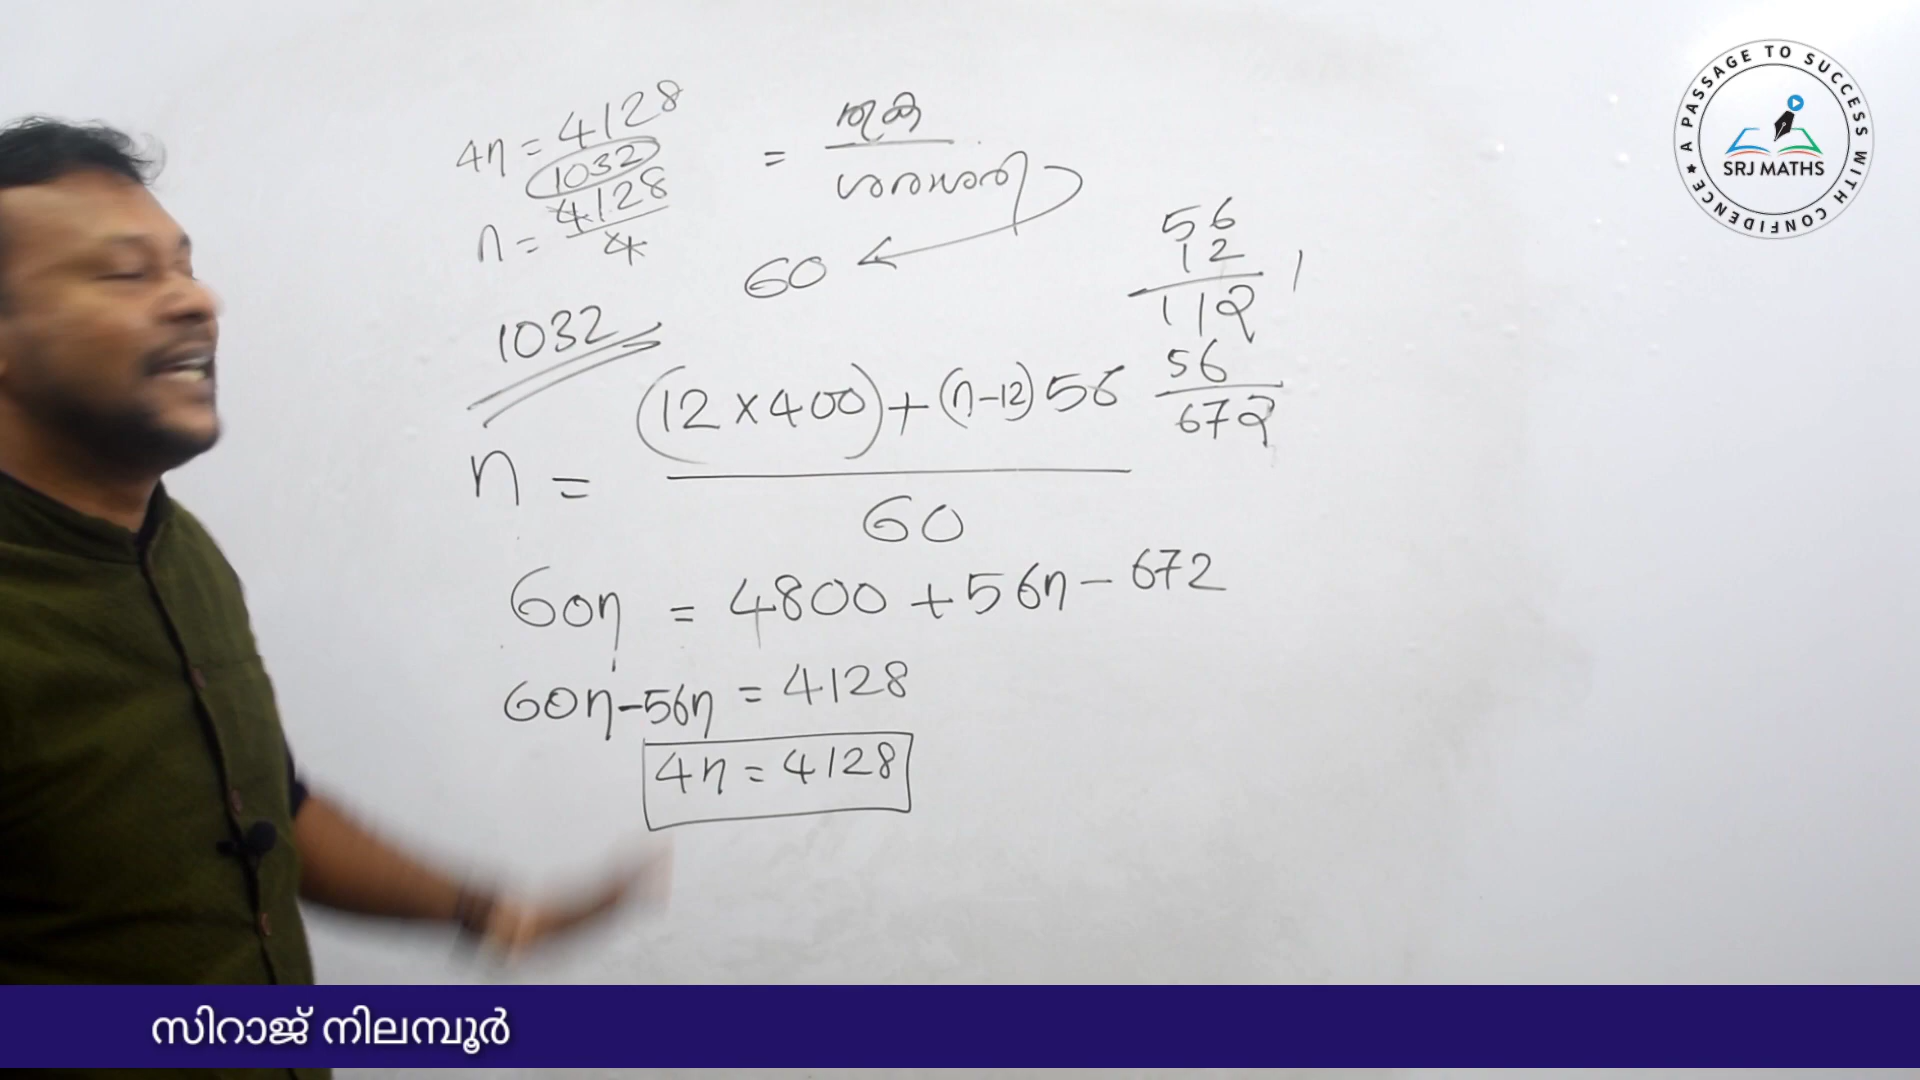 4n = 4128
1032
n = 4128 / 4
1032
= തുക / ശരാശരി
60
56
12
112
56
672
n = (12 × 400) + (n-12) 56 / 60
60n = 4800 + 56n - 672
60n - 56n = 4128
4n = 4128
A PASSAGE TO SUCCESS WITH CONFIDENCE
SRJ MATHS
സിറാജ് നിലമ്പൂർ